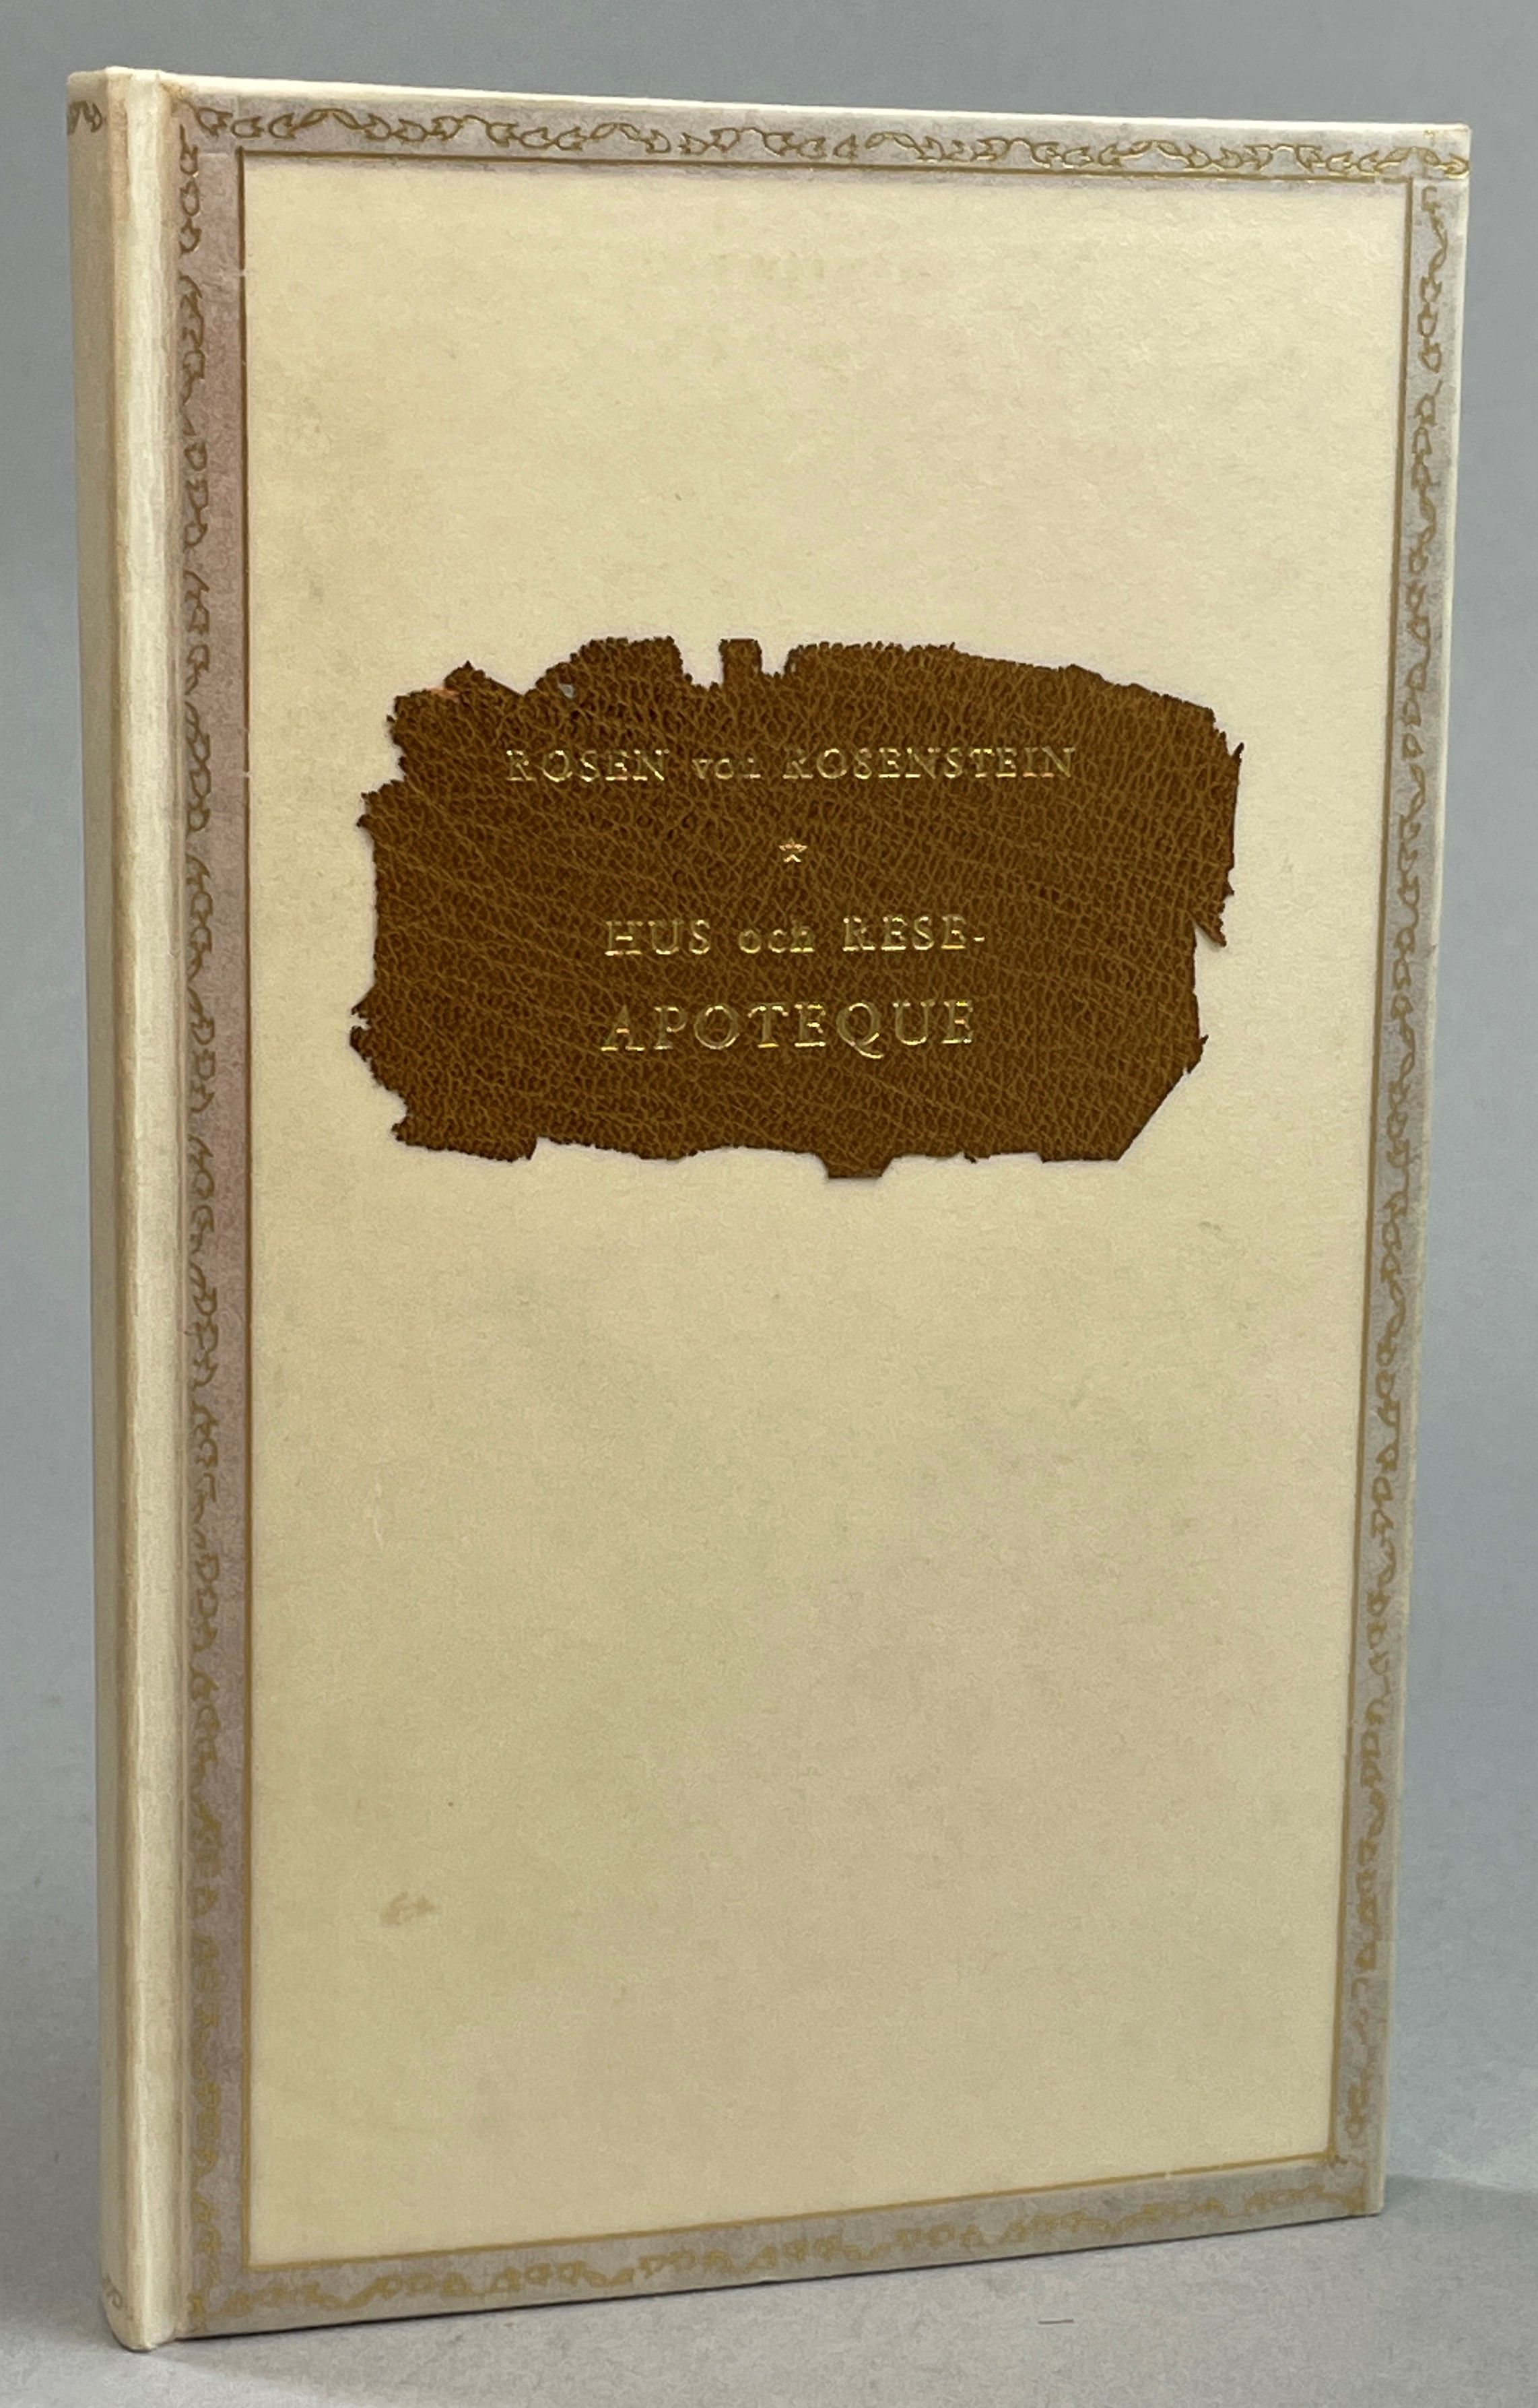 ROSEN von ROSENSTEIN
HUS och RESE-
APOTEQUE